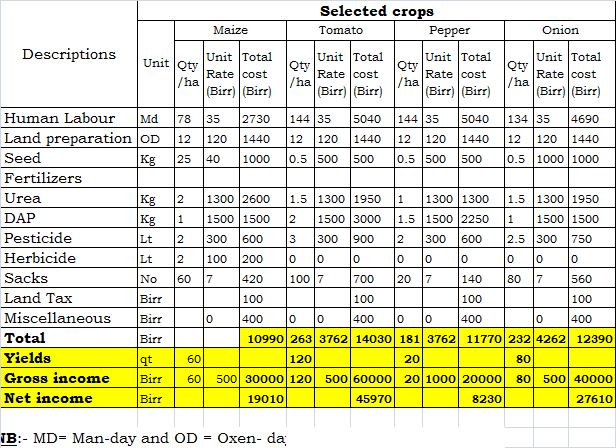 Selected crops
Descriptions Unit Maize Tomato Pepper Onion
Qty /ha Unit Rate (Birr) Total cost (Birr) Qty /ha Unit Rate (Birr) Total cost (Birr) Qty /ha Unit Rate (Birr) Total cost (Birr) Qty /ha Unit Rate (Birr) Total cost (Birr)
Human Labour Md 78 35 2730 144 35 5040 144 35 5040 134 35 4690
Land preparation OD 12 120 1440 12 120 1440 12 120 1440 12 120 1440
Seed Kg 25 40 1000 0.5 500 500 0.5 500 500 0.5 1000 1000
Fertilizers
Urea Kg 2 1300 2600 1.5 1300 1950 1 1300 1300 1.5 1300 1950
DAP Kg 1 1500 1500 2 1500 3000 1.5 1500 2250 1 1500 1500
Pesticide Lt 2 300 600 3 300 900 2 300 600 2.5 300 750
Herbicide Lt 2 100 200 0 0 0 0 0 0 0 0 0
Sacks No 60 7 420 100 7 700 20 7 140 80 7 560
Land Tax Birr 100 100 100 100
Miscellaneous Birr 0 400 0 400 0 400 0 400
Total Birr 10990 263 3762 14030 181 3762 11770 232 4262 12390
Yields qt 60 120 20 80
Gross income Birr 60 500 30000 120 500 60000 20 1000 20000 80 500 40000
Net income Birr 19010 45970 8230 27610
NB:- MD= Man-day and OD = Oxen- da